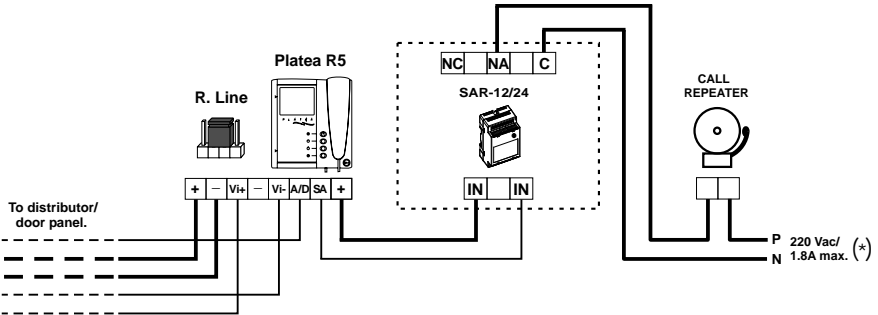 NC NA C
Platea R5
SAR-12/24
CALL
REPEATER
R. Line
PLATEA
+ – Vi+ – Vi- A/D SA +
IN IN
To distributor/
door panel.
P 220 Vac/
N 1.8A max. (*)